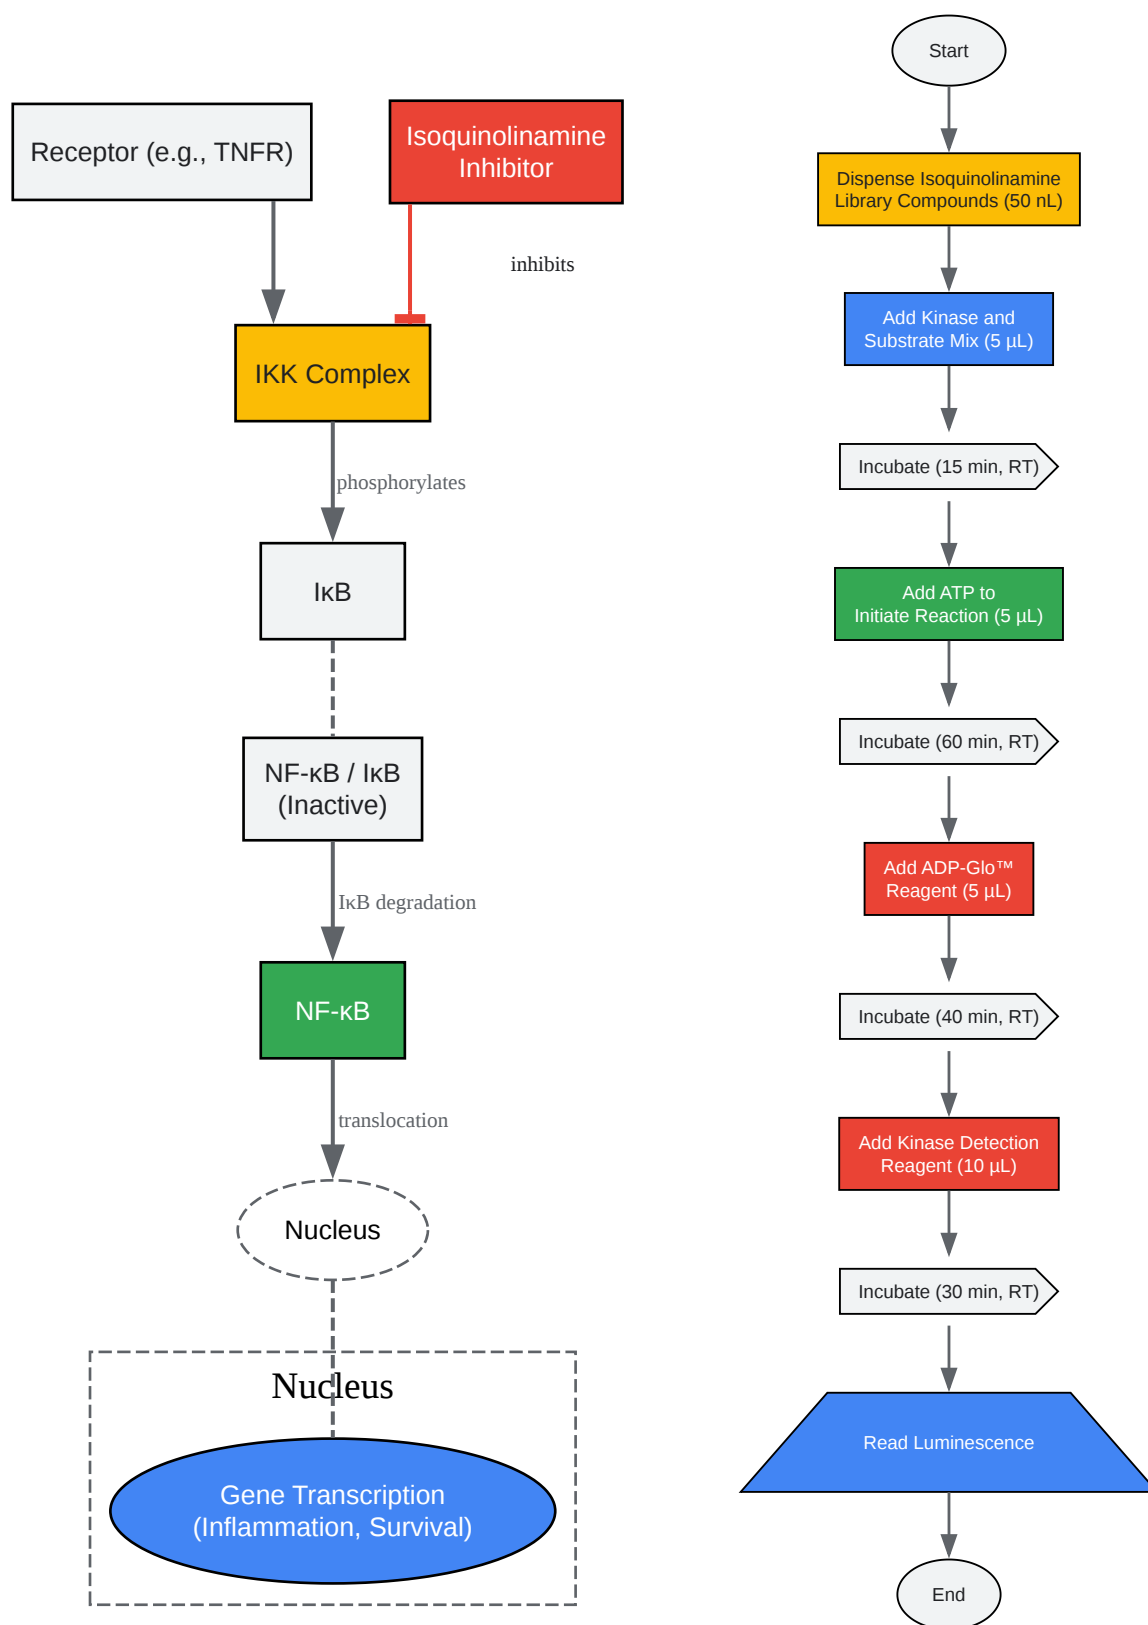 Receptor (e.g., TNFR)
Isoquinolinamine
Inhibitor
inhibits
IKK Complex
phosphorylates
IκB
NF-κB / IκB
(Inactive)
IκB degradation
NF-κB
translocation
Nucleus
Nucleus
Gene Transcription
(Inflammation, Survival)
Start
Dispense Isoquinolinamine
Library Compounds (50 nL)
Add Kinase and
Substrate Mix (5 µL)
Incubate (15 min, RT)
Add ATP to
Initiate Reaction (5 µL)
Incubate (60 min, RT)
Add ADP-Glo™
Reagent (5 µL)
Incubate (40 min, RT)
Add Kinase Detection
Reagent (10 µL)
Incubate (30 min, RT)
Read Luminescence
End